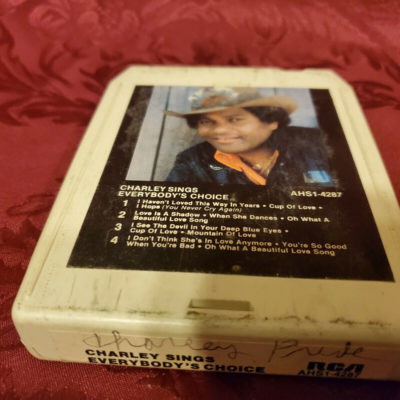 CHARLEY SINGS
EVERYBODY'S CHOICE
AHS1-4287
1 I Haven't Loved This Way In Years • Cup Of Love •
I Hope (You Never Cry Again)
2 Love Is A Shadow • When She Dances • Oh What A
Beautiful Love Song
3 I See The Devil In Your Deep Blue Eyes •
Cup Of Love • Mountain Of Love
4 I Don't Think She's In Love Anymore • You're So Good
When You're Bad • Oh What A Beautiful Love Song
Charley Pride
CHARLEY SINGS
EVERYBODY'S CHOICE
RCA
AHS1-4287